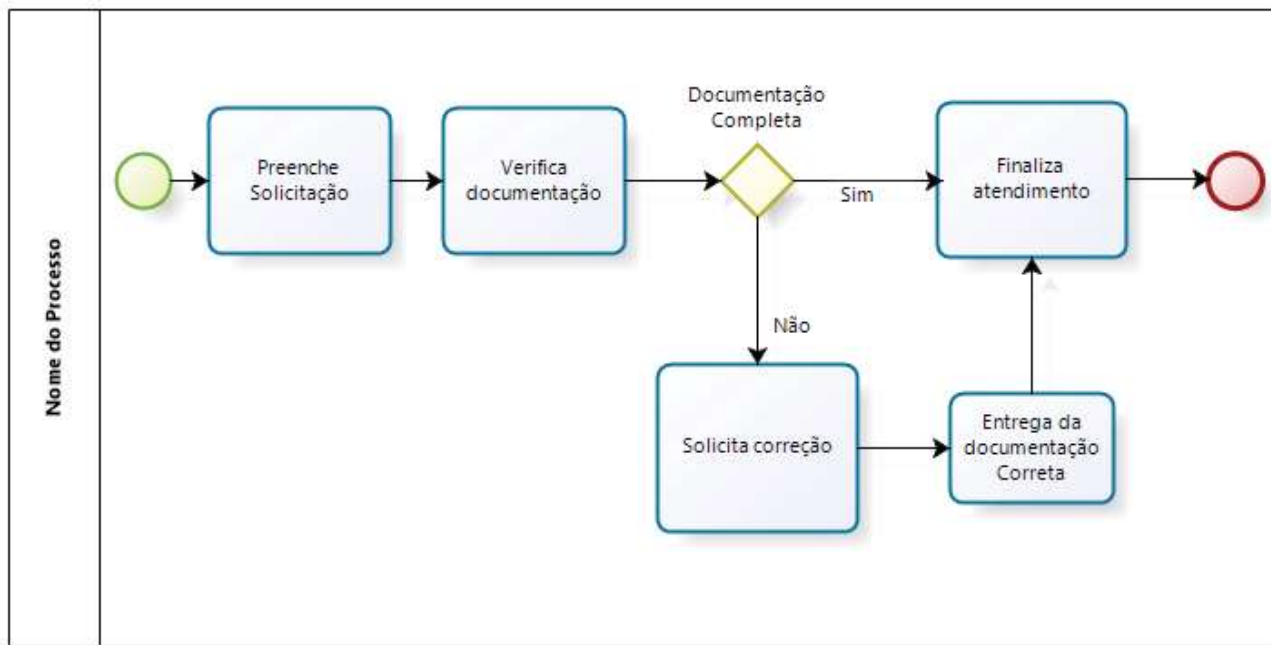 Nome do Processo
Preenche
Solicitação
Verifica
documentação
Documentação
Completa
Sim
Finaliza
atendimento
Não
Solicita correção
Entrega da
documentação
Correta